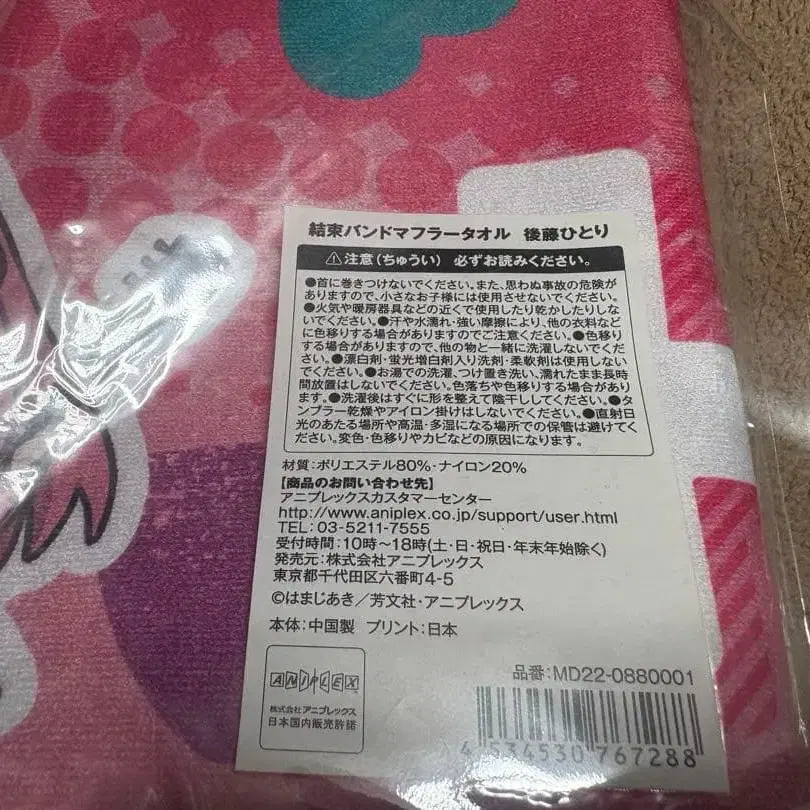 結束バンドマフラータオル 後藤ひとり
⚠注意(ちゅうい) 必ずお読みください。
●首に巻きつけないでください。また、思わぬ事故の危険が
ありますので、小さなお子様には使用させないでください。
●火気や暖房器具などの近くで使用したり乾かしたりしな
いでください。●汗や水濡れ・強い摩擦により、他の衣料など
に色移りする場合がありますのでご注意ください。●色移り
する場合がありますので、他の物と一緒に洗濯しないでくだ
さい。●漂白剤・蛍光増白剤入り洗剤・柔軟剤は使用しない
でください。●お湯での洗濯、つけ置き洗い、濡れたまま長時
間放置はしないでください。色落ちや色移りする場合があり
ます。●洗濯後はすぐに形を整えて陰干ししてください。●タ
ンブラー乾燥やアイロン掛けはしないでください。●直射日
光のあたる場所や高温・多湿になる場所での保管は避けてく
ださい。変色・色移りやカビなどの原因になります。
材質:ポリエステル80%・ナイロン20%
【商品のお問い合わせ先】
アニプレックスカスタマーセンター
http://www.aniplex.co.jp/support/user.html
TEL:03-5211-7555
受付時間:10時~18時(土・日・祝日・年末年始除く)
発売元:株式会社アニプレックス
東京都千代田区六番町4-5
©はまじあき/芳文社・アニプレックス
本体:中国製 プリント:日本
ANIPLEX
株式会社アニプレックス
日本国内販売許諾
品番:MD22-0880001
4 534530 767288